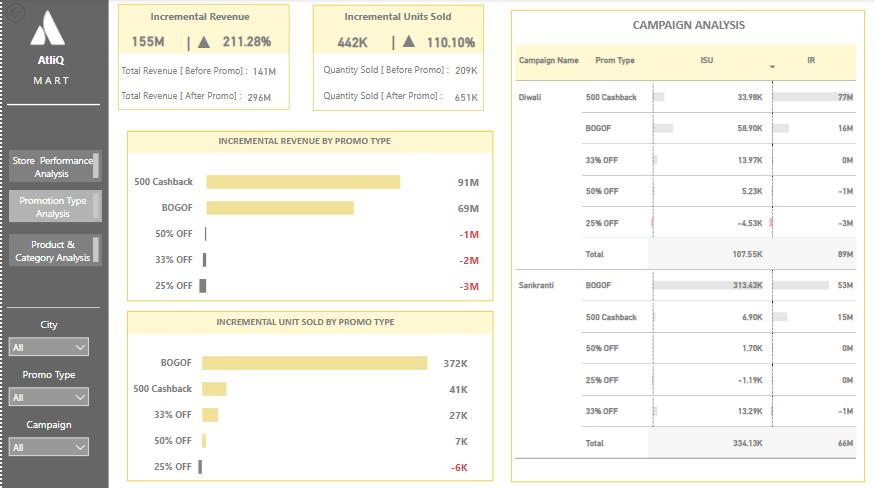 AtliQ
MART
Store Performance
Analysis
Promotion Type
Analysis
Product &
Category Analysis
City
All
Promo Type
All
Campaign
All
Incremental Revenue
155M | ▲ 211.28%
Total Revenue [ Before Promo] : 141M
Total Revenue [ After Promo] : 296M
Incremental Units Sold
442K | ▲ 110.10%
Quantity Sold [ Before Promo] : 209K
Quantity Sold [ After Promo] : 651K
INCREMENTAL REVENUE BY PROMO TYPE
500 Cashback 91M
BOGOF 69M
50% OFF -1M
33% OFF -2M
25% OFF -3M
INCREMENTAL UNIT SOLD BY PROMO TYPE
BOGOF 372K
500 Cashback 41K
33% OFF 27K
50% OFF 7K
25% OFF -6K
CAMPAIGN ANALYSIS
Campaign Name Prom Type ISU IR
Diwali 500 Cashback 33.98K 77M
BOGOF 58.90K 16M
33% OFF 13.97K 0M
50% OFF 5.23K -1M
25% OFF -4.53K -3M
Total 107.55K 89M
Sankranti BOGOF 313.43K 53M
500 Cashback 6.90K 15M
50% OFF 1.70K 0M
25% OFF -1.19K 0M
33% OFF 13.29K -1M
Total 334.13K 66M